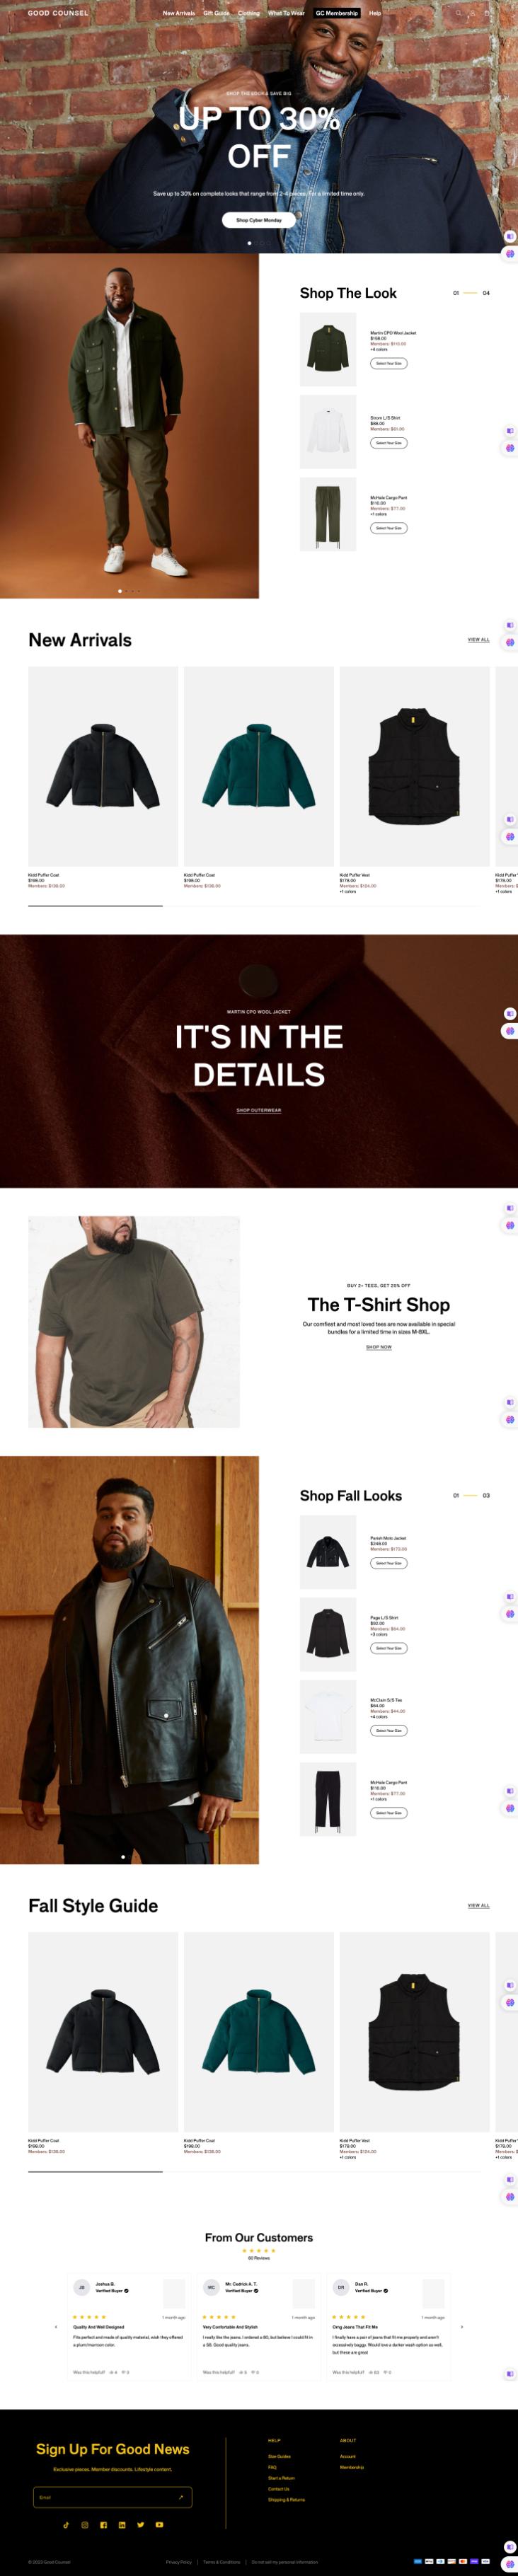 GOOD COUNSEL
New Arrivals Gift Guide Clothing What To Wear GC Membership Help
SHOP THE LOOK & SAVE BIG
UP TO 30%
OFF
Save up to 30% on complete looks that range from 2-4 pieces. For a limited time only.
Shop Cyber Monday
Shop The Look
01 04
Martin CPO Wool Jacket
$158.00
Members: $110.00
+4 colors
Select Your Size
L/S Shirt
$88.00
Members: $61.00
Select Your Size
McHale Cargo Pant
$110.00
Members: $77.00
+1 colors
Select Your Size
New Arrivals
VIEW ALL
Kidd Puffer Coat
$198.00
Members: $138.00
Kidd Puffer Coat
$198.00
Members: $138.00
Kidd Puffer Vest
$178.00
Members: $124.00
+1 colors
Kidd Puffer
$178.00
Members: $
+1 colors
MARTIN CPO WOOL JACKET
IT'S IN THE
DETAILS
SHOP OUTERWEAR
BUY 2+ TEES, GET 25% OFF
The T-Shirt Shop
Our comfiest and most loved tees are now available in special
bundles for a limited time in sizes M-8XL.
SHOP NOW
Shop Fall Looks
01 03
Parish Moto Jacket
$248.00
Members: $173.00
Select Your Size
Page L/S Shirt
Members: $64.00
+3 colors
Select Your Size
McClain S/S Tee
$64.00
Members: $44.00
+4 colors
Select Your Size
McHale Cargo Pant
$110.00
Members: $77.00
+1 colors
Select Your Size
Fall Style Guide
VIEW ALL
Kidd Puffer Coat
$198.00
Members: $138.00
Kidd Puffer Coat
$198.00
Members: $138.00
Kidd Puffer Vest
$178.00
Members: $124.00
+1 colors
Kidd Puffer
$178.00
Members: $
+1 colors
From Our Customers
60 Reviews
JB Joshua B.
Verified Buyer
1 month ago
Quality And Well Designed
Fits perfect and made of quality material, wish they offered
a plum/maroon color.
Was this helpful? 4 0
MC Mr. Cedrick A. T.
Verified Buyer
1 month ago
Very Comfortable And Stylish
I really like the jeans. I ordered a 60, but believe I could fit in
a 58. Good quality jeans.
Was this helpful? 0
DR Dao R.
Verified Buyer
1 month ago
Omg Jeans That Fit Me
I finally have a pair of jeans that fit me properly and aren't
excessively baggy. Would love a darker wash option as well,
but these are great
Was this helpful? 0
Sign Up For Good News
Exclusive pieces. Member discounts. Lifestyle content.
Email
HELP
Size Guides
FAQ
Start a Return
Contact Us
Shipping & Returns
ABOUT
Account
Membership
© 2023 Good Counsel
Privacy Policy | Terms & Conditions | Do not sell my personal information